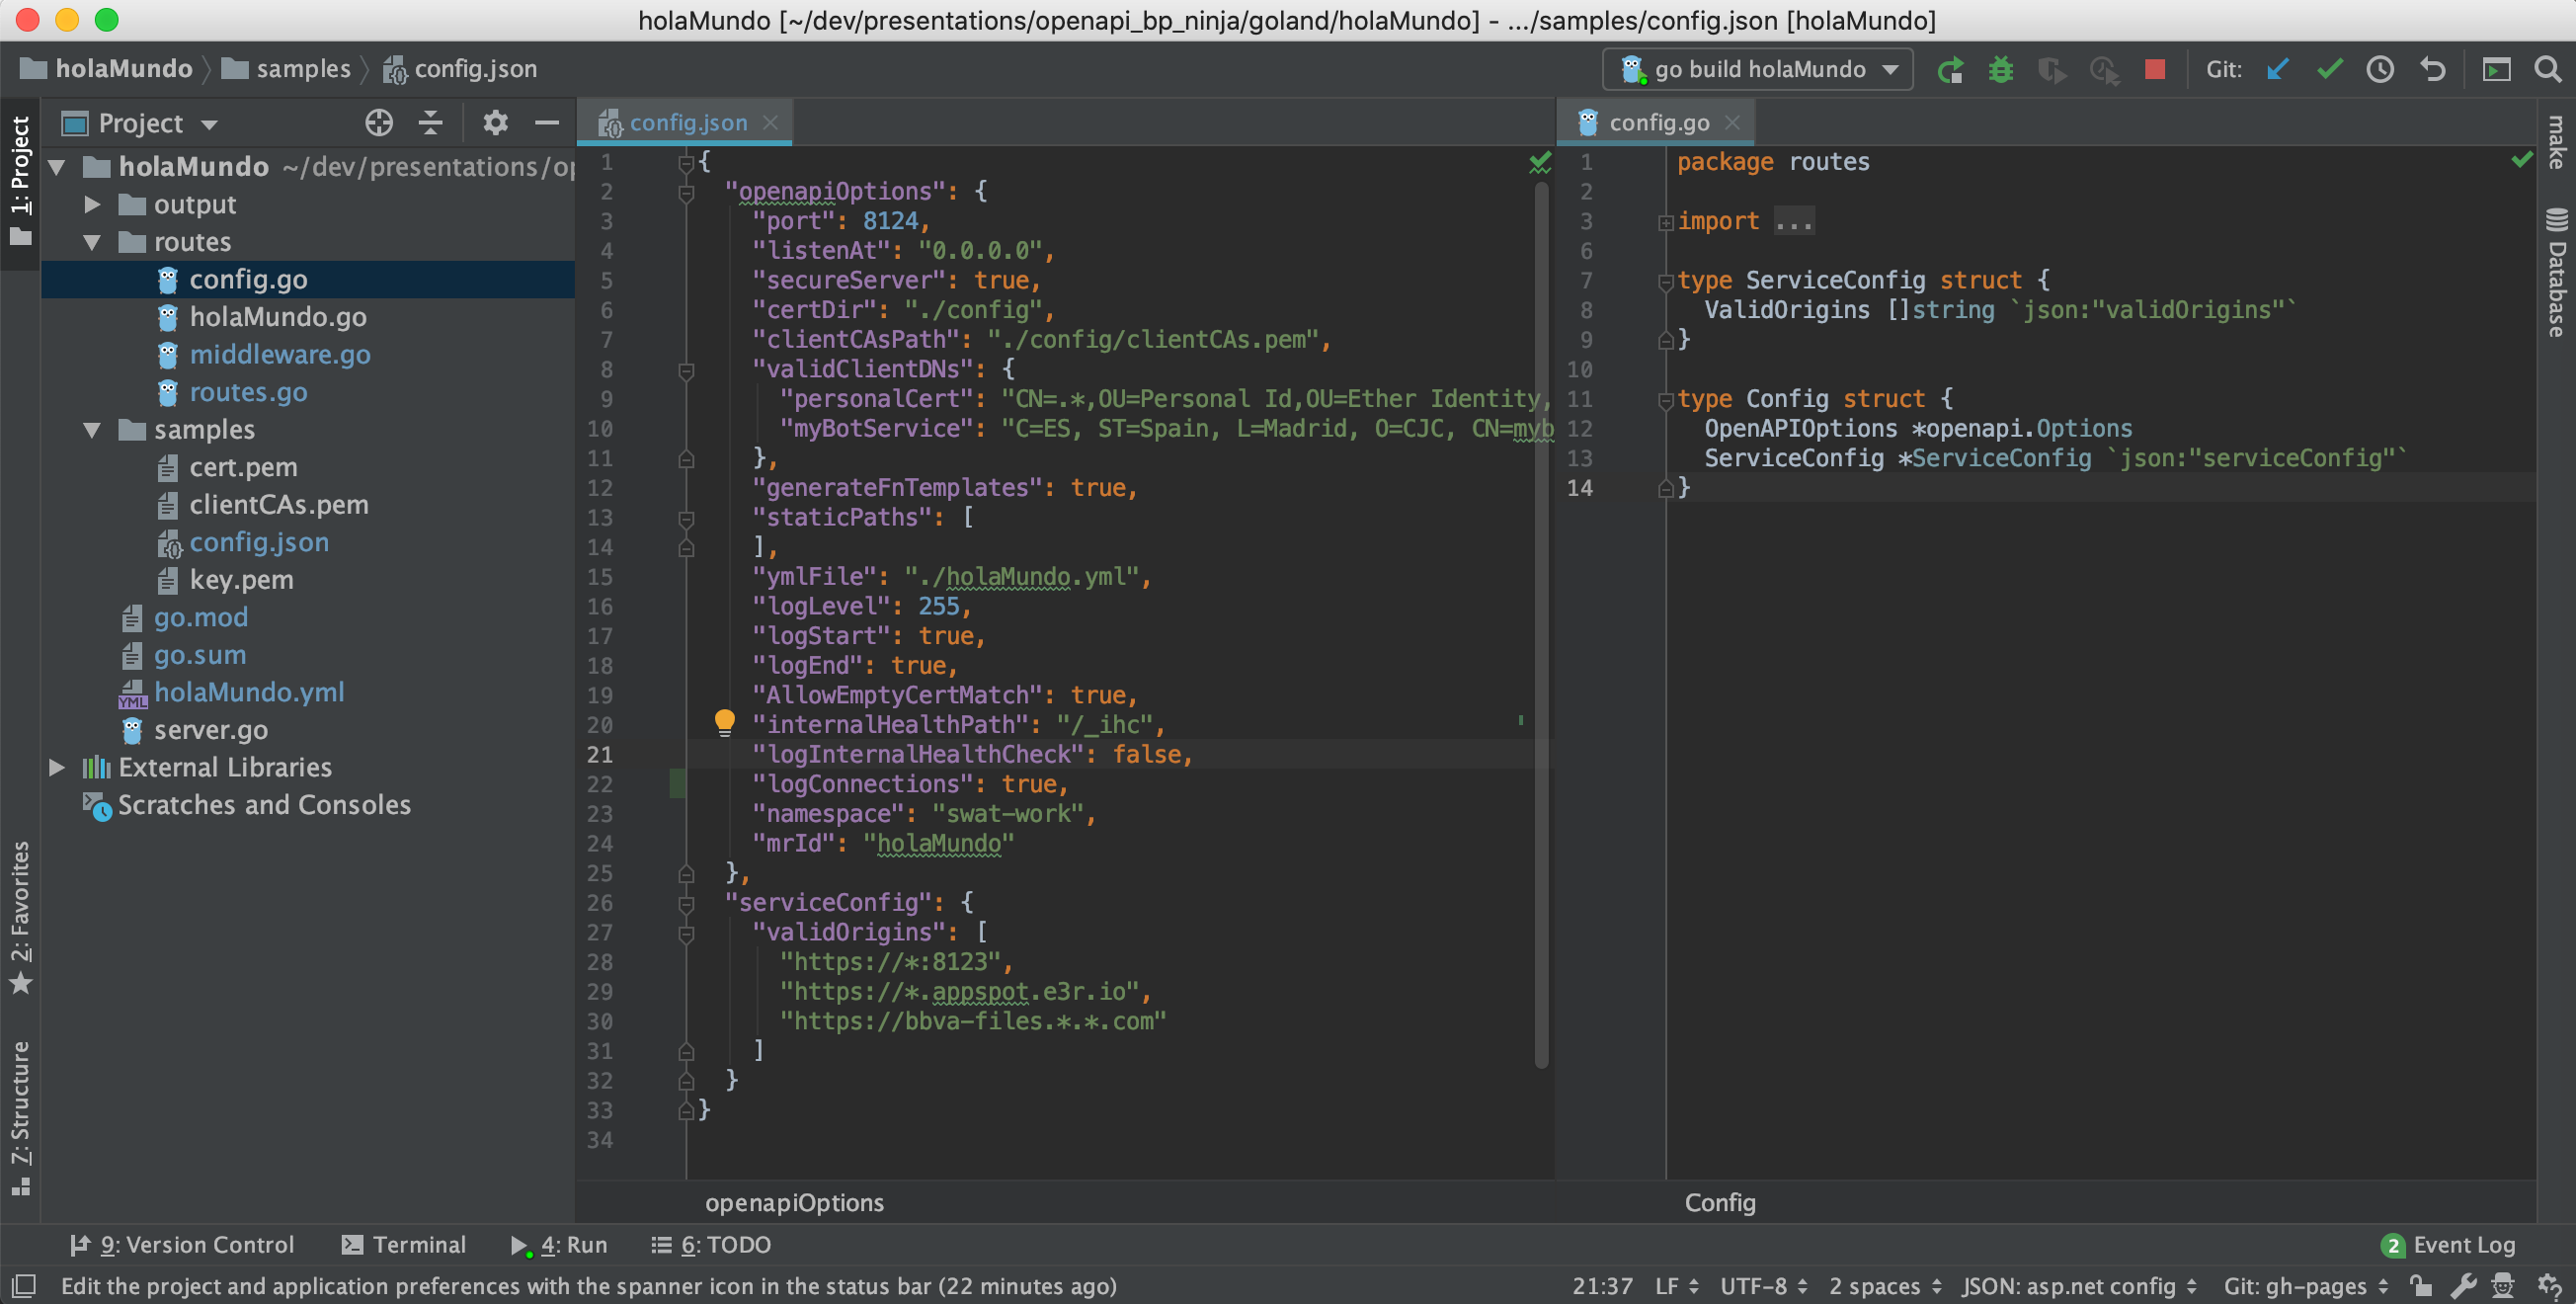 holaMundo [~/dev/presentations/openapi_bp_ninja/goland/holaMundo] - .../samples/config.json [holaMundo]
holaMundo samples config.json
go build holaMundo
Git:
1: Project
2: Favorites
7: Structure
Project
holaMundo ~/dev/presentations/op
output
routes
config.go
holaMundo.go
middleware.go
routes.go
samples
cert.pem
clientCAs.pem
config.json
key.pem
go.mod
go.sum
YML holaMundo.yml
server.go
External Libraries
Scratches and Consoles
config.json
1 {
2 "openapiOptions": {
3 "port": 8124,
4 "listenAt": "0.0.0.0",
5 "secureServer": true,
6 "certDir": "./config",
7 "clientCAsPath": "./config/clientCAs.pem",
8 "validClientDNs": {
9 "personalCert": "CN=.*,OU=Personal Id,OU=Ether Identity,
10 "myBotService": "C=ES, ST=Spain, L=Madrid, O=CJC, CN=myb
11 },
12 "generateFnTemplates": true,
13 "staticPaths": [
14 ],
15 "ymlFile": "./holaMundo.yml",
16 "logLevel": 255,
17 "logStart": true,
18 "logEnd": true,
19 "AllowEmptyCertMatch": true,
20 "internalHealthPath": "/_ihc",
21 "logInternalHealthCheck": false,
22 "logConnections": true,
23 "namespace": "swat-work",
24 "mrId": "holaMundo"
25 },
26 "serviceConfig": {
27 "validOrigins": [
28 "https://*:8123",
29 "https://*.appspot.e3r.io",
30 "https://bbva-files.*.*.com"
31 ]
32 }
33 }
34
openapiOptions
config.go
1 package routes
2
3 import ...
6
7 type ServiceConfig struct {
8 ValidOrigins []string `json:"validOrigins"`
9 }
10
11 type Config struct {
12 OpenAPIOptions *openapi.Options
13 ServiceConfig *ServiceConfig `json:"serviceConfig"`
14 }
Config
make
Database
9: Version Control
Terminal
4: Run
6: TODO
2 Event Log
Edit the project and application preferences with the spanner icon in the status bar (22 minutes ago)
21:37 LF UTF-8 2 spaces JSON: asp.net config Git: gh-pages